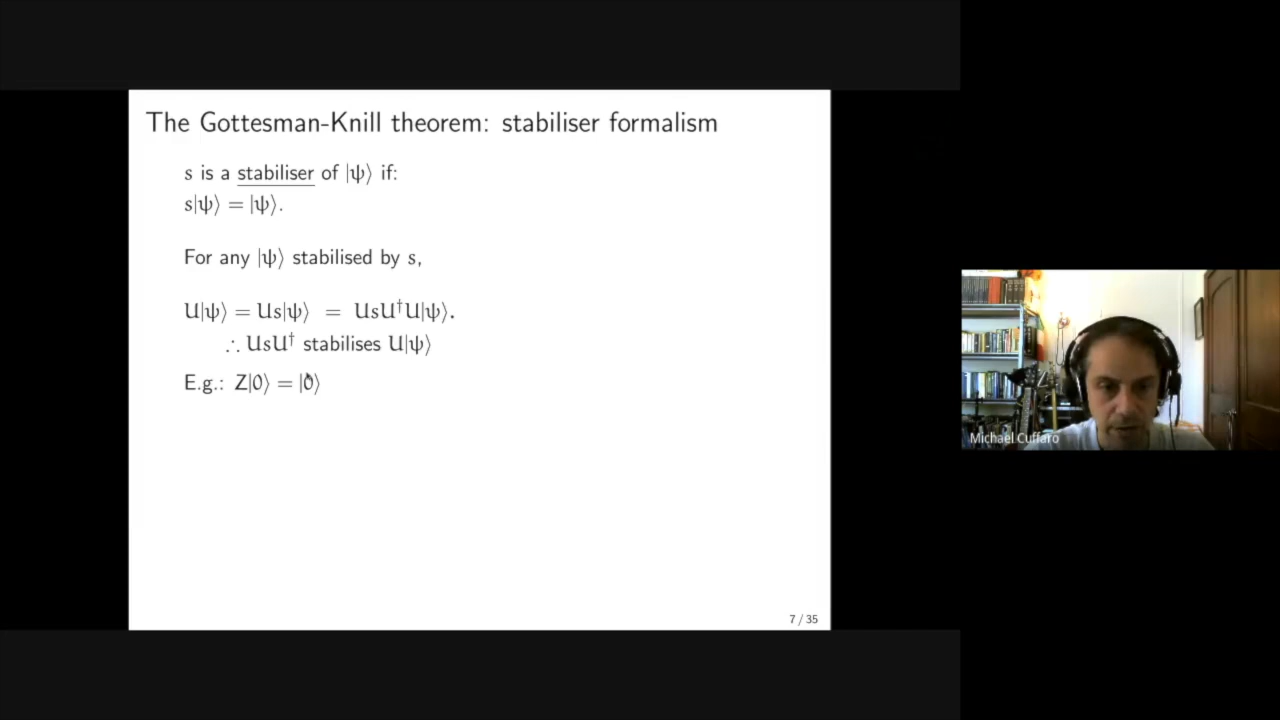 The Gottesman-Knill theorem: stabiliser formalism
s is a stabiliser of |ψ⟩ if:
s|ψ⟩ = |ψ⟩.
For any |ψ⟩ stabilised by s,
U|ψ⟩ = Us|ψ⟩ = UsU†U|ψ⟩.
∴ UsU† stabilises U|ψ⟩
E.g.: Z|0⟩ = |0⟩
7 / 35
Michael Cuffaro